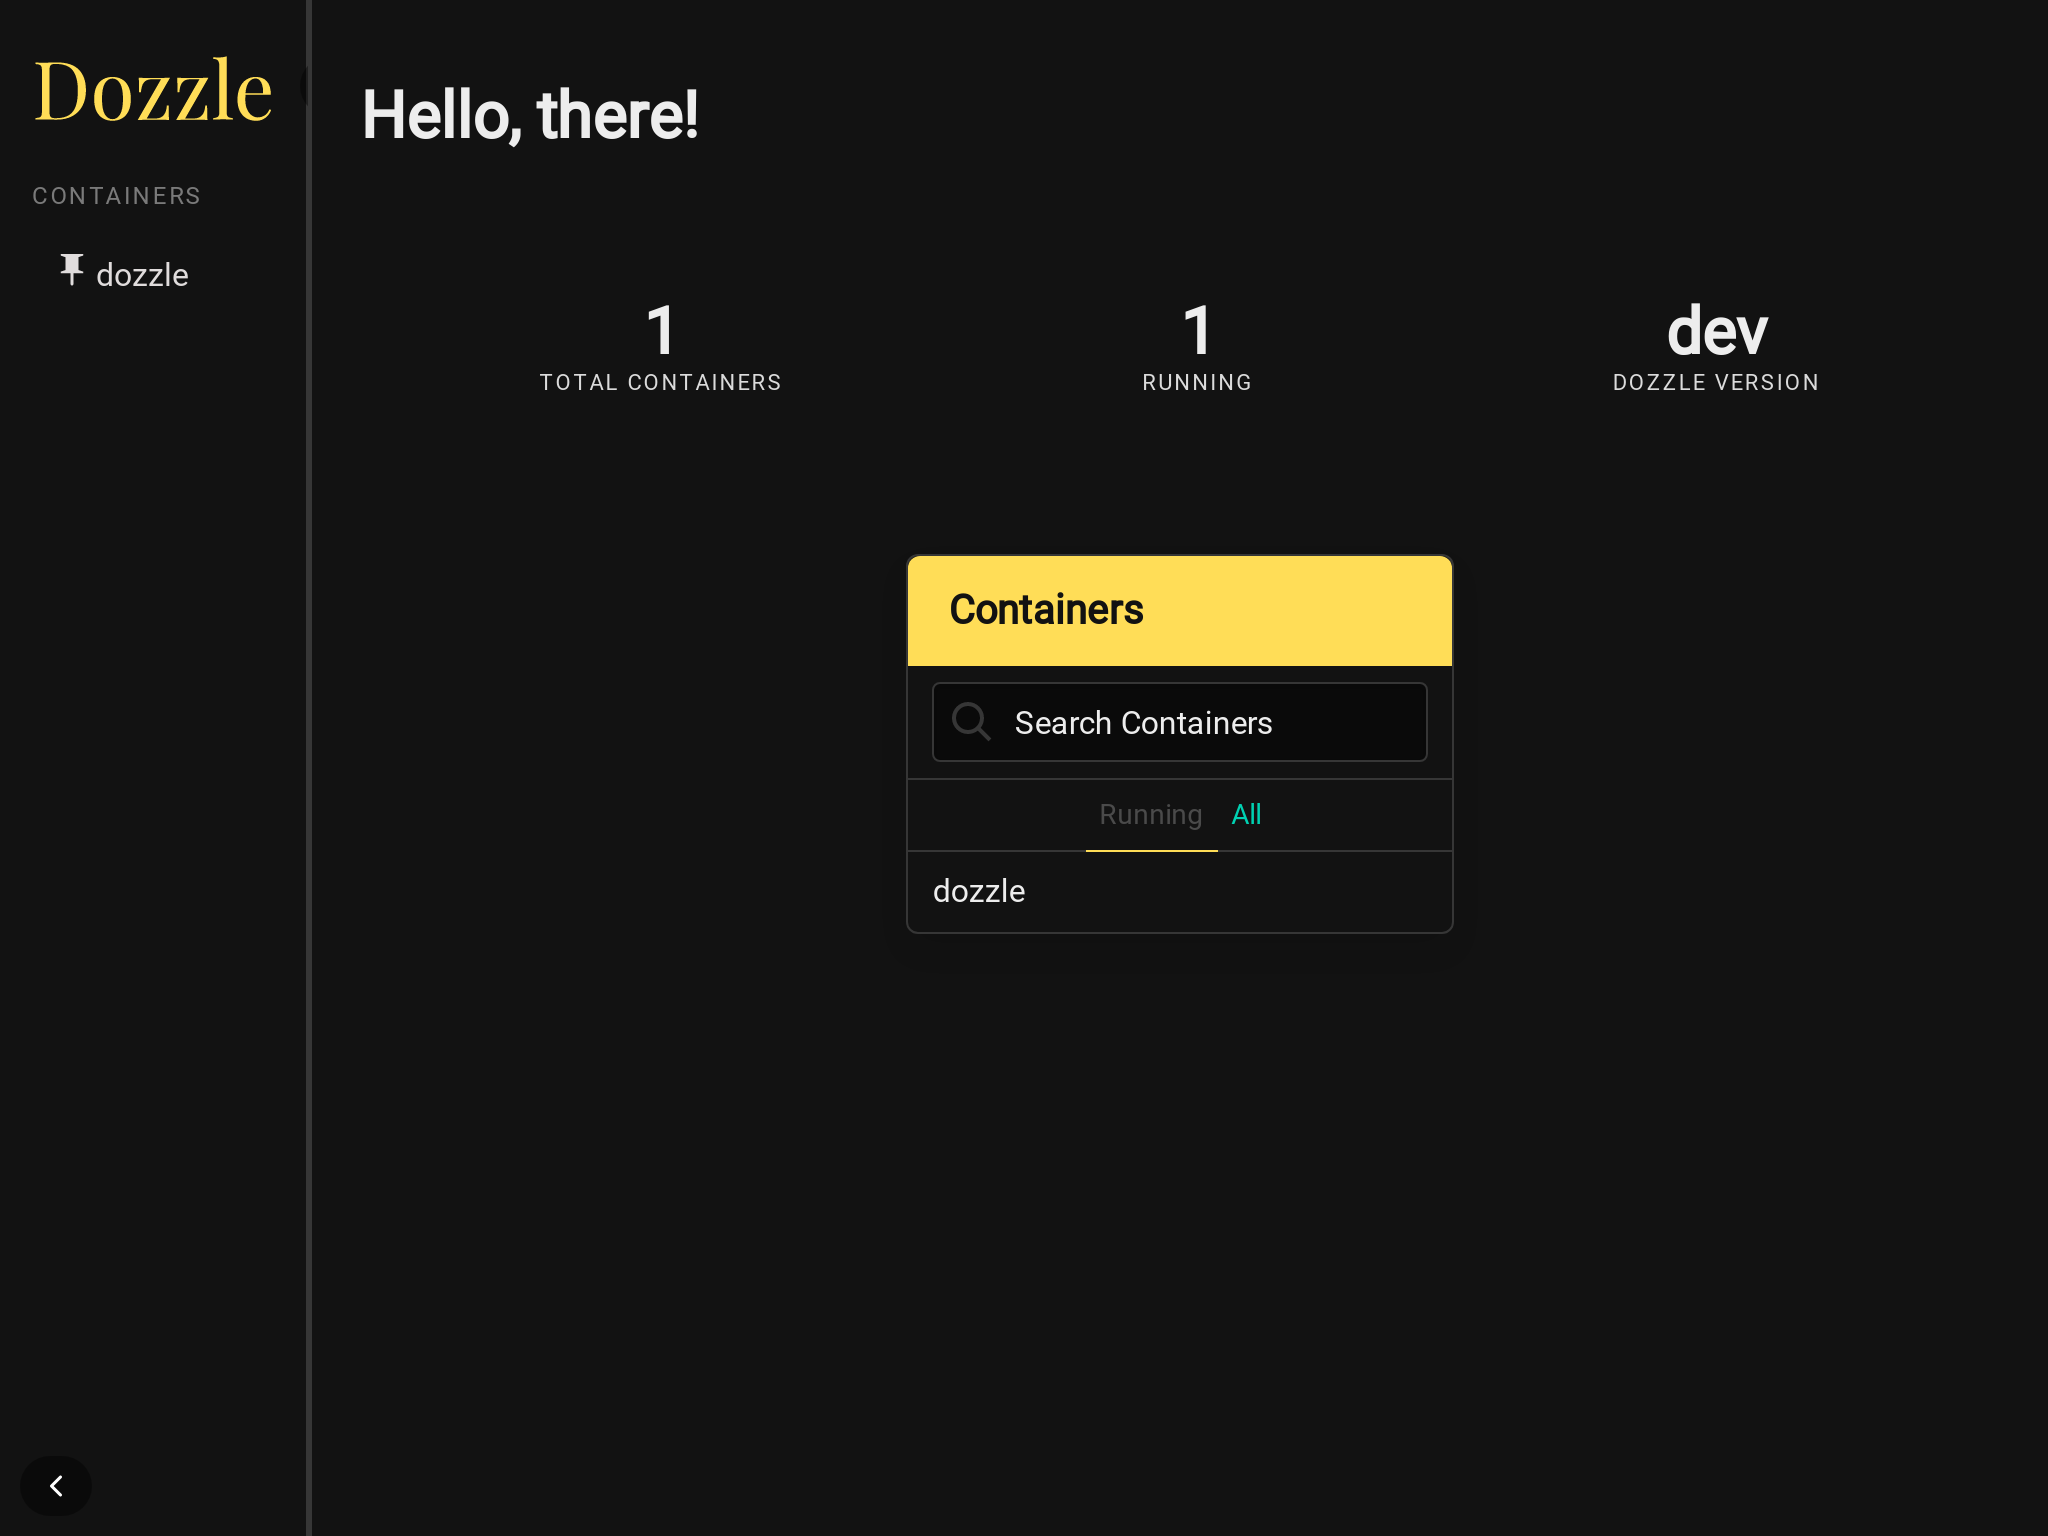 Dozzle
CONTAINERS
dozzle
Hello, there!
1
TOTAL CONTAINERS
1
RUNNING
dev
DOZZLE VERSION
Containers
Search Containers
Running All
dozzle